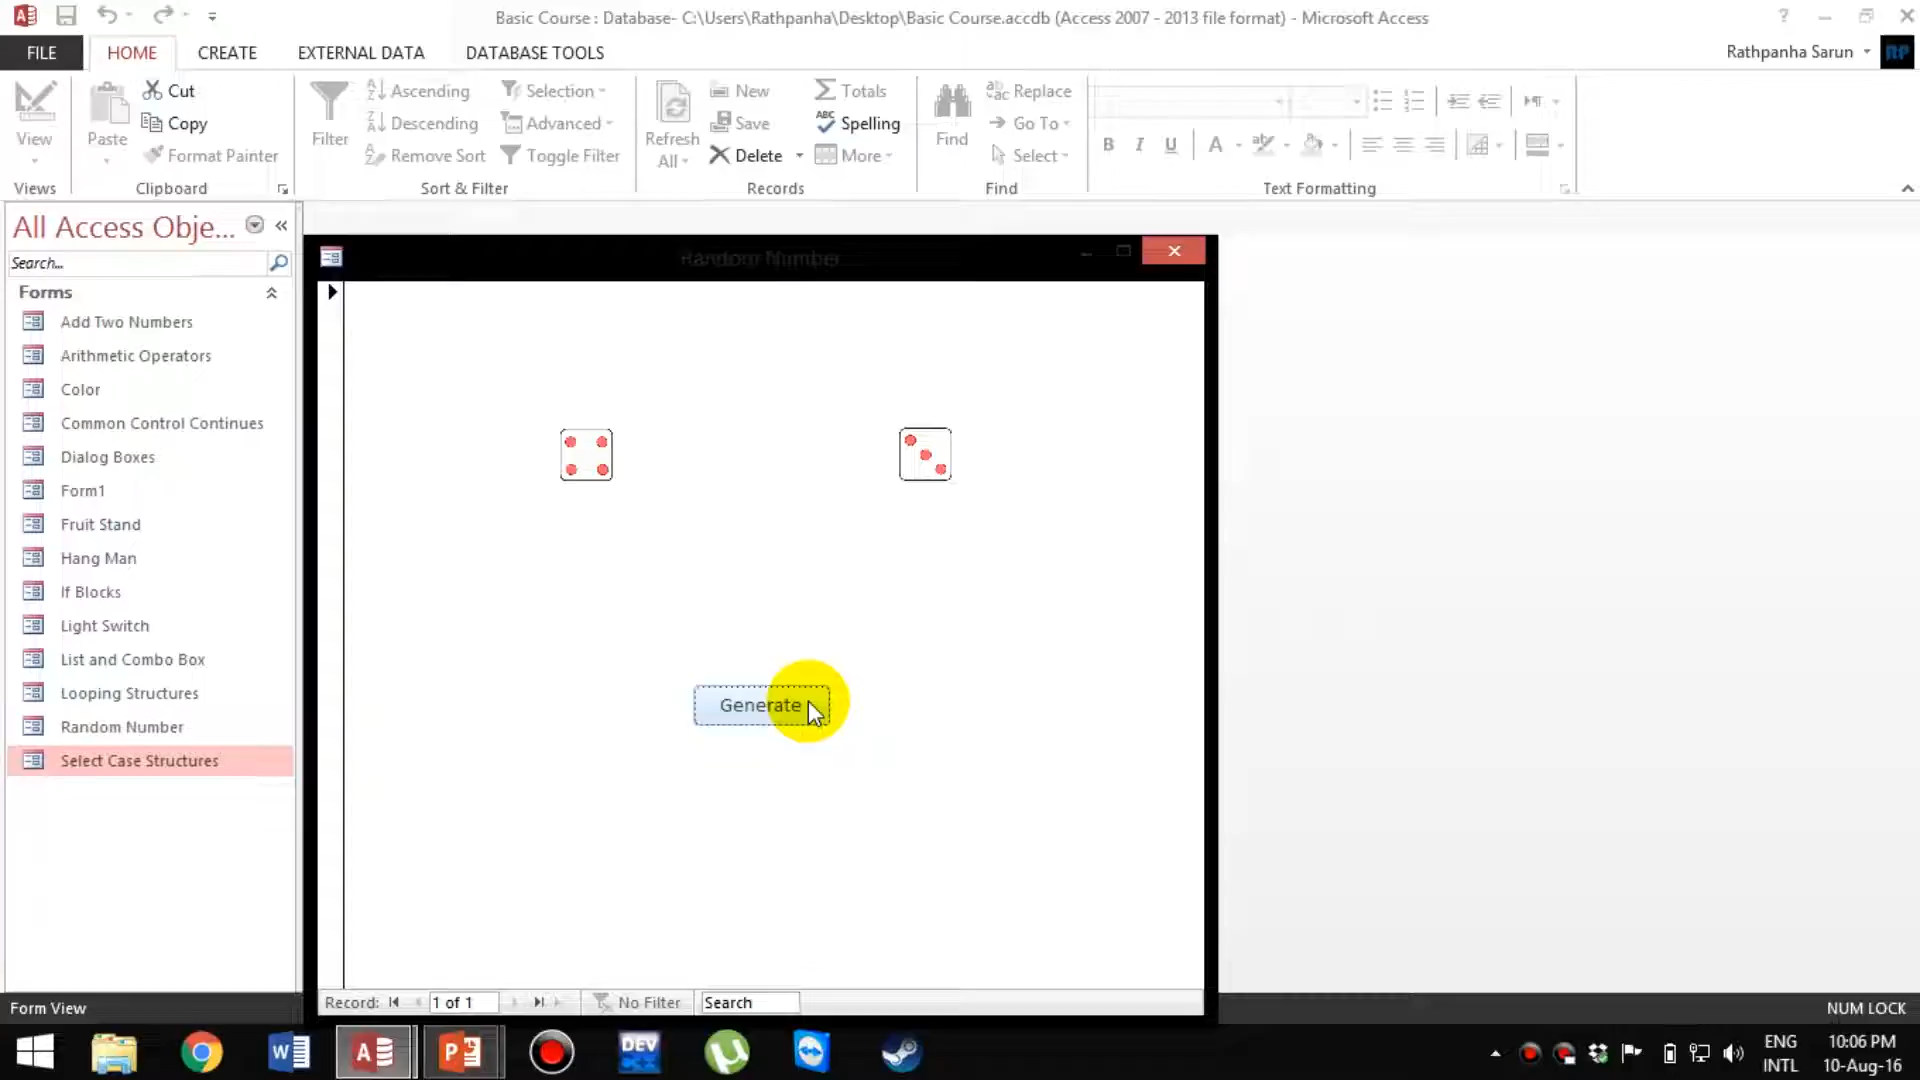 Basic Course : Database- C:\Users\Rathpanha\Desktop\Basic Course.accdb (Access 2007 - 2013 file format) - Microsoft Access
FILE HOME CREATE EXTERNAL DATA DATABASE TOOLS Rathpanha Sarun
View
Views
Paste
Cut
Copy
Format Painter
Clipboard
Filter
Ascending
Descending
Remove Sort
Selection
Advanced
Toggle Filter
Sort & Filter
Refresh
All
New
Save
Delete
Totals
Spelling
More
Records
Find
Replace
Go To
Select
Find
B I U A
Text Formatting
All Access Obje...
Search...
Forms
Add Two Numbers
Arithmetic Operators
Color
Common Control Continues
Dialog Boxes
Form1
Fruit Stand
Hang Man
If Blocks
Light Switch
List and Combo Box
Looping Structures
Random Number
Select Case Structures
Random Number
Generate
Record: 1 of 1 No Filter Search
Form View NUM LOCK
DEV
ENG
INTL
10:06 PM
10-Aug-16